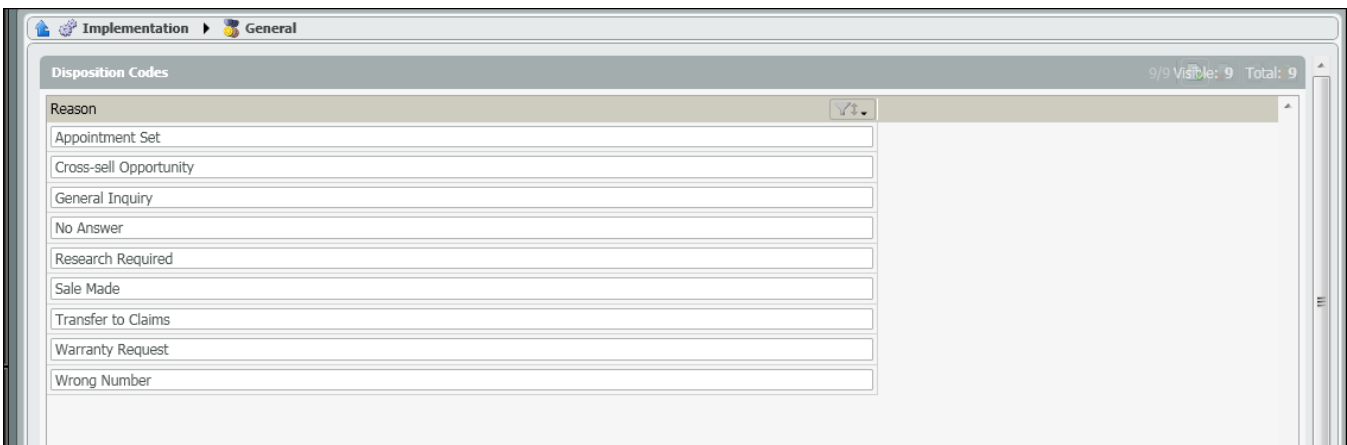 Implementation General
Disposition Codes 9/9 Visible: 9 Total: 9
Reason
Appointment Set
Cross-sell Opportunity
General Inquiry
No Answer
Research Required
Sale Made
Transfer to Claims
Warranty Request
Wrong Number